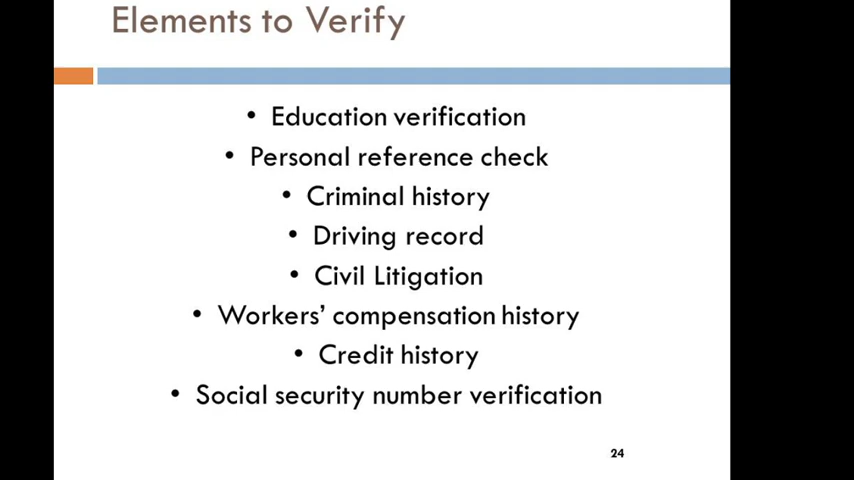 Elements to Verify
• Education verification
• Personal reference check
• Criminal history
• Driving record
• Civil Litigation
• Workers’ compensation history
• Credit history
• Social security number verification
24